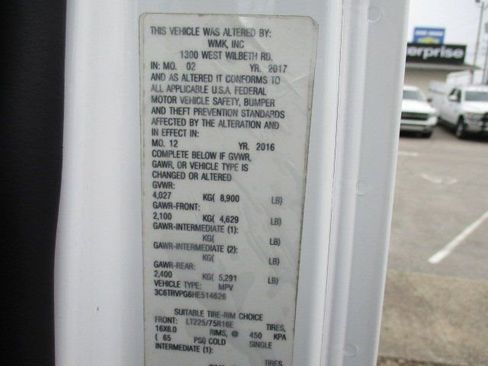 THIS VEHICLE WAS ALTERED BY:
WMK, INC
1300 WEST WILBETH RD.
IN: MO. 02 YR. 2017
AND AS ALTERED IT CONFORMS TO
ALL APPLICABLE U.S.A. FEDERAL
MOTOR VEHICLE SAFETY, BUMPER
AND THEFT PREVENTION STANDARDS
AFFECTED BY THE ALTERATION AND
IN EFFECT IN:
MO. 12 YR. 2016
COMPLETE BELOW IF GVWR,
GAWR, OR VEHICLE TYPE IS
CHANGED OR ALTERED
GVWR:
4,027 KG( 8,900 LB)
GAWR-FRONT:
2,100 KG( 4,629 LB)
GAWR-INTERMEDIATE (1):
KG( LB)
GAWR-INTERMEDIATE (2):
KG( LB)
GAWR-REAR:
2,400 KG( 5,291 LB)
VEHICLE TYPE: MPV
3C6TRVPG6HE514626
SUITABLE TIRE-RIM CHOICE
FRONT: LT225/75R16E TIRES,
16X6.0 RIMS, @ 450 KPA
( 65 PSI) COLD SINGLE
INTERMEDIATE (1):
TIRES
erprise